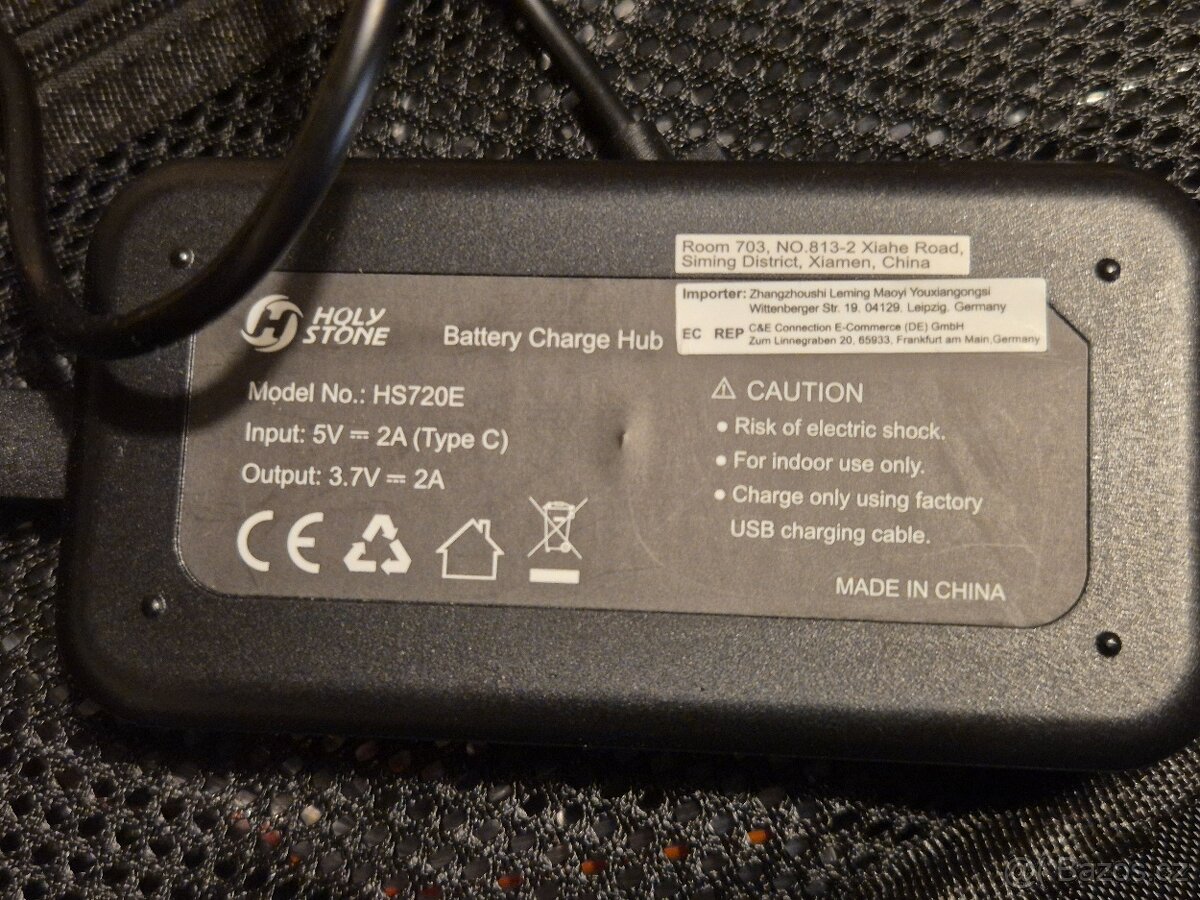 Room 703, NO.813-2 Xiahe Road,
Siming District, Xiamen, China
Importer: Zhangzhoushi Leming Maoyi Youxiangongsi
Wittenberger Str. 19, 04129, Leipzig, Germany
EC REP C&E Connection E-Commerce (DE) GmbH
Zum Linnegraben 20, 65933, Frankfurt am Main,Germany
HOLY
STONE
Battery Charge Hub
Model No.: HS720E
Input: 5V ⎓ 2A (Type C)
Output: 3.7V ⎓ 2A
CE
⚠ CAUTION
• Risk of electric shock.
• For indoor use only.
• Charge only using factory
USB charging cable.
MADE IN CHINA
Bazos.cz